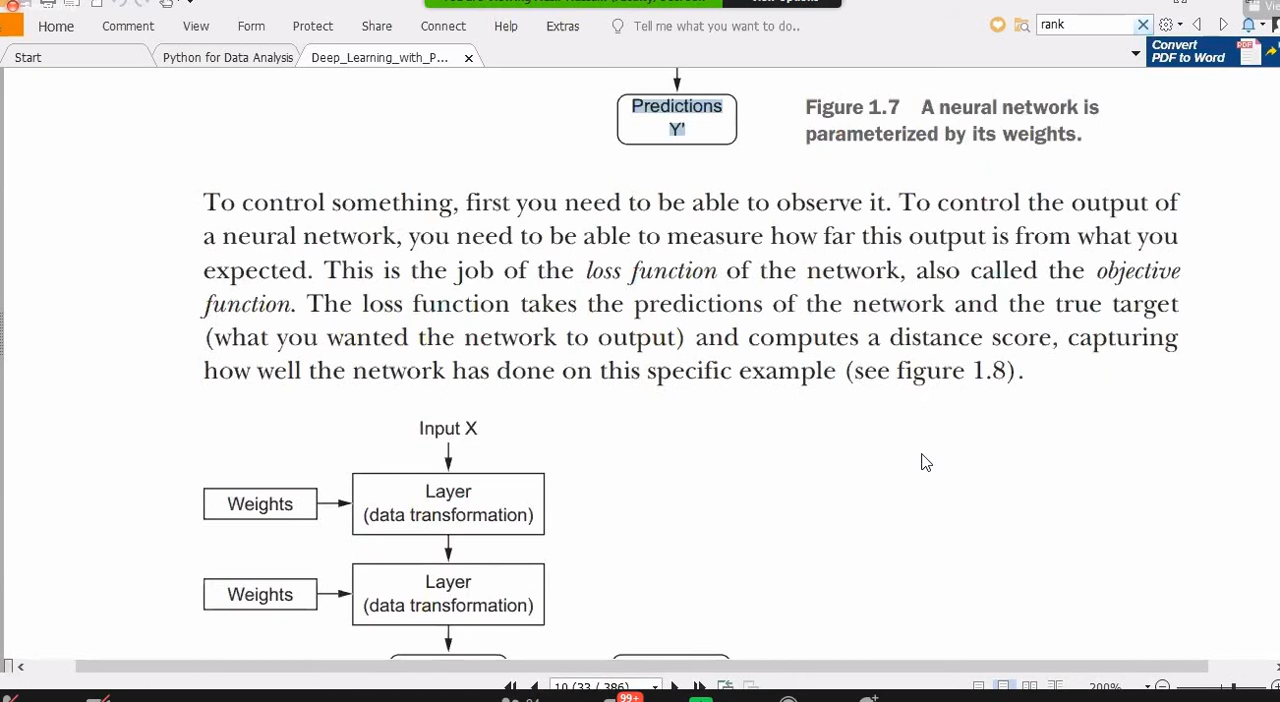 Home Comment View Form Protect Share Connect Help Extras Tell me what you want to do.. rank
Start Python for Data Analysis Deep_Learning_with_P... Convert PDF to Word
Predictions
Y'
Figure 1.7 A neural network is
parameterized by its weights.
To control something, first you need to be able to observe it. To control the output of
a neural network, you need to be able to measure how far this output is from what you
expected. This is the job of the loss function of the network, also called the objective
function. The loss function takes the predictions of the network and the true target
(what you wanted the network to output) and computes a distance score, capturing
how well the network has done on this specific example (see figure 1.8).
Input X
Weights
Layer
(data transformation)
Weights
Layer
(data transformation)
10 (33 / 386) 200%
99+